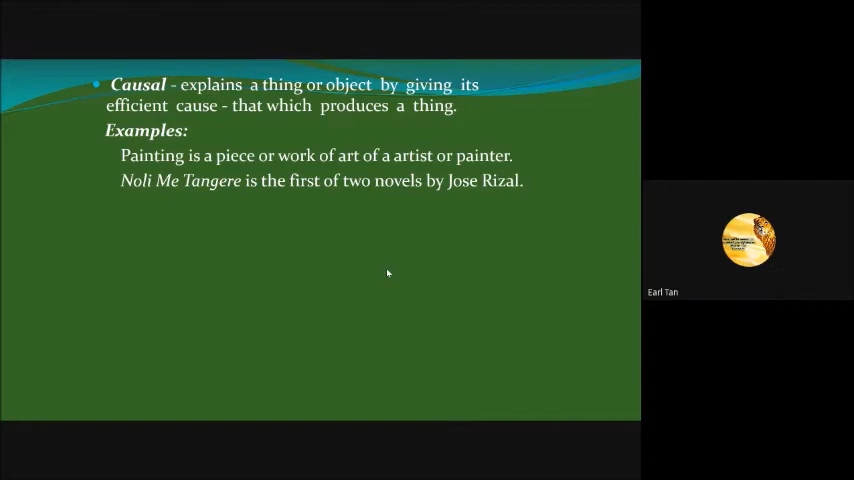 Causal - explains a thing or object by giving its
efficient cause - that which produces a thing.
Examples:
Painting is a piece or work of art of a artist or painter.
Noli Me Tangere is the first of two novels by Jose Rizal.
Earl Tan